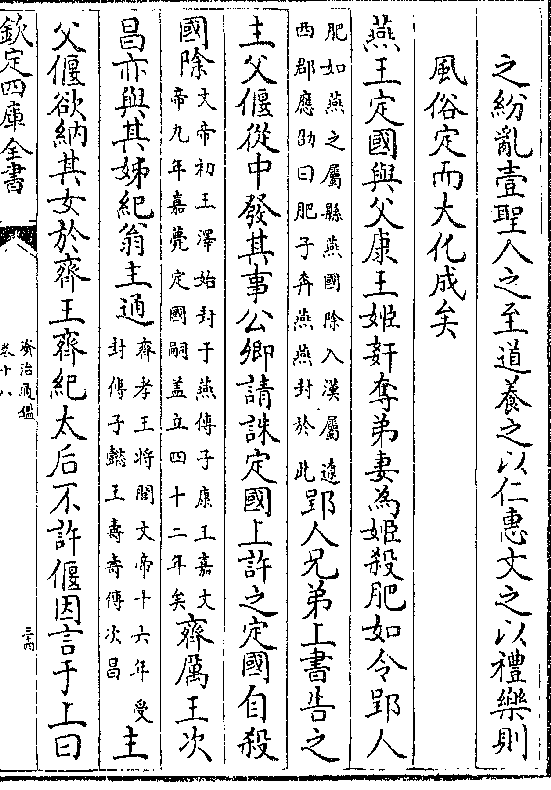 之紛亂壹聖人之至道養之以仁惠文之以禮樂則
風俗定而大化成矣
燕王定國與父康王姬姧奪弟妻為姬殺肥如令郢人
肥如燕之屬縣燕國除入漢屬遼
西郡應劭曰肥子奔燕燕封於此
郢人兄弟上書告之
主父偃從中發其事公卿請誅定國上許之定國自殺
國除
文帝初王澤始封于燕傳子康王嘉文
帝九年嘉薨定國嗣盖立四十二年矣
齊厲王次
昌亦與其姊紀翁主通
齊孝王將閭文帝十六年受
封傳子懿王壽壽傳次昌
主
父偃欲納其女於齊王齊紀太后不許偃因言于上曰
欽定四庫全書
資治通鑑
卷十八